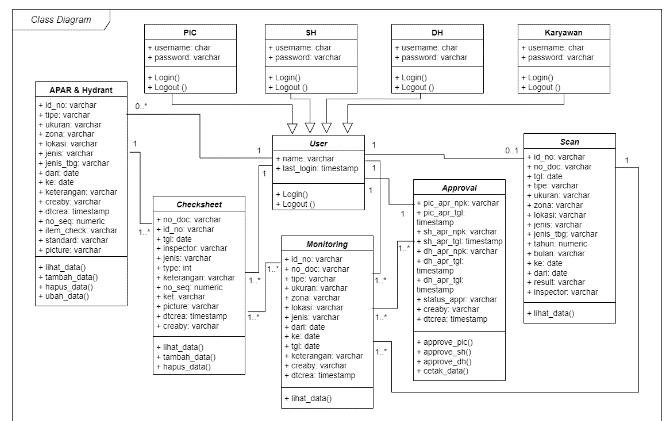 Class Diagram
PIC
+ username: char
+ password: varchar
+ Login()
+ Logout ()
SH
+ username: char
+ password: varchar
+ Login()
+ Logout ()
DH
+ username: char
+ password: varchar
+ Login()
+ Logout ()
Karyawan
+ username: char
+ password: varchar
+ Login()
+ Logout ()
APAR & Hydrant
+ id_no: varchar
+ tipe: varchar
+ ukuran: varchar
+ zona: varchar
+ lokasi: varchar
+ jenis: varchar
+ jenis_tbg: varchar
+ dari: date
+ ke: date
+ keterangan: varchar
+ creaby: varchar
+ dtcrea: timestamp
+ no_seq: numeric
+ item_check: varchar
+ standard: varchar
+ picture: varchar
+ lihat_data()
+ tambah_data()
+ hapus_data()
+ ubah_data()
0..*
1
1
1..*
User
+ name: varchar
+ last_login: timestamp
+ Login()
+ Logout ()
1
1
1
1
0..1
1
Scan
+ id_no: varchar
+ no_doc: varchar
+ tgl: date
+ tipe: varchar
+ ukuran: varchar
+ zona: varchar
+ lokasi: varchar
+ jenis: varchar
+ jenis_tbg: varchar
+ tahun: numeric
+ bulan: varchar
+ ke: date
+ dari: date
+ result: varchar
+ inspector: varchar
+ lihat_data()
1
Checksheet
+ no_doc: varchar
+ id_no: varchar
+ tgl: date
+ inspector: varchar
+ jenis: varchar
+ type: int
+ keterangan: varchar
+ no_seq: numeric
+ ket: varchar
+ picture: varchar
+ dtcrea: timestamp
+ creaby: varchar
+ lihat_data()
+ tambah_data()
+ hapus_data()
1..*
1..*
1..*
Monitoring
+ id_no: varchar
+ no_doc: varchar
+ tipe: varchar
+ ukuran: varchar
+ zona: varchar
+ lokasi: varchar
+ jenis: varchar
+ dari: date
+ ke: date
+ tgl: date
+ keterangan: varchar
+ creaby: varchar
+ dtcrea: timestamp
+ lihat_data()
1..*
1..*
1..*
1..*
Approval
+ pic_apr_npk: varchar
+ pic_apr_tgl:
timestamp
+ sh_apr_npk: varchar
+ sh_apr_tgl: timestamp
+ dh_apr_npk: varchar
+ dh_apr_tgl:
timestamp
+ dh_apr_tgl:
timestamp
+ status_appr: varchar
+ creaby: varchar
+ dtcrea: timestamp
+ approve_pic()
+ approve_sh()
+ approve_dh()
+ cetak_data()